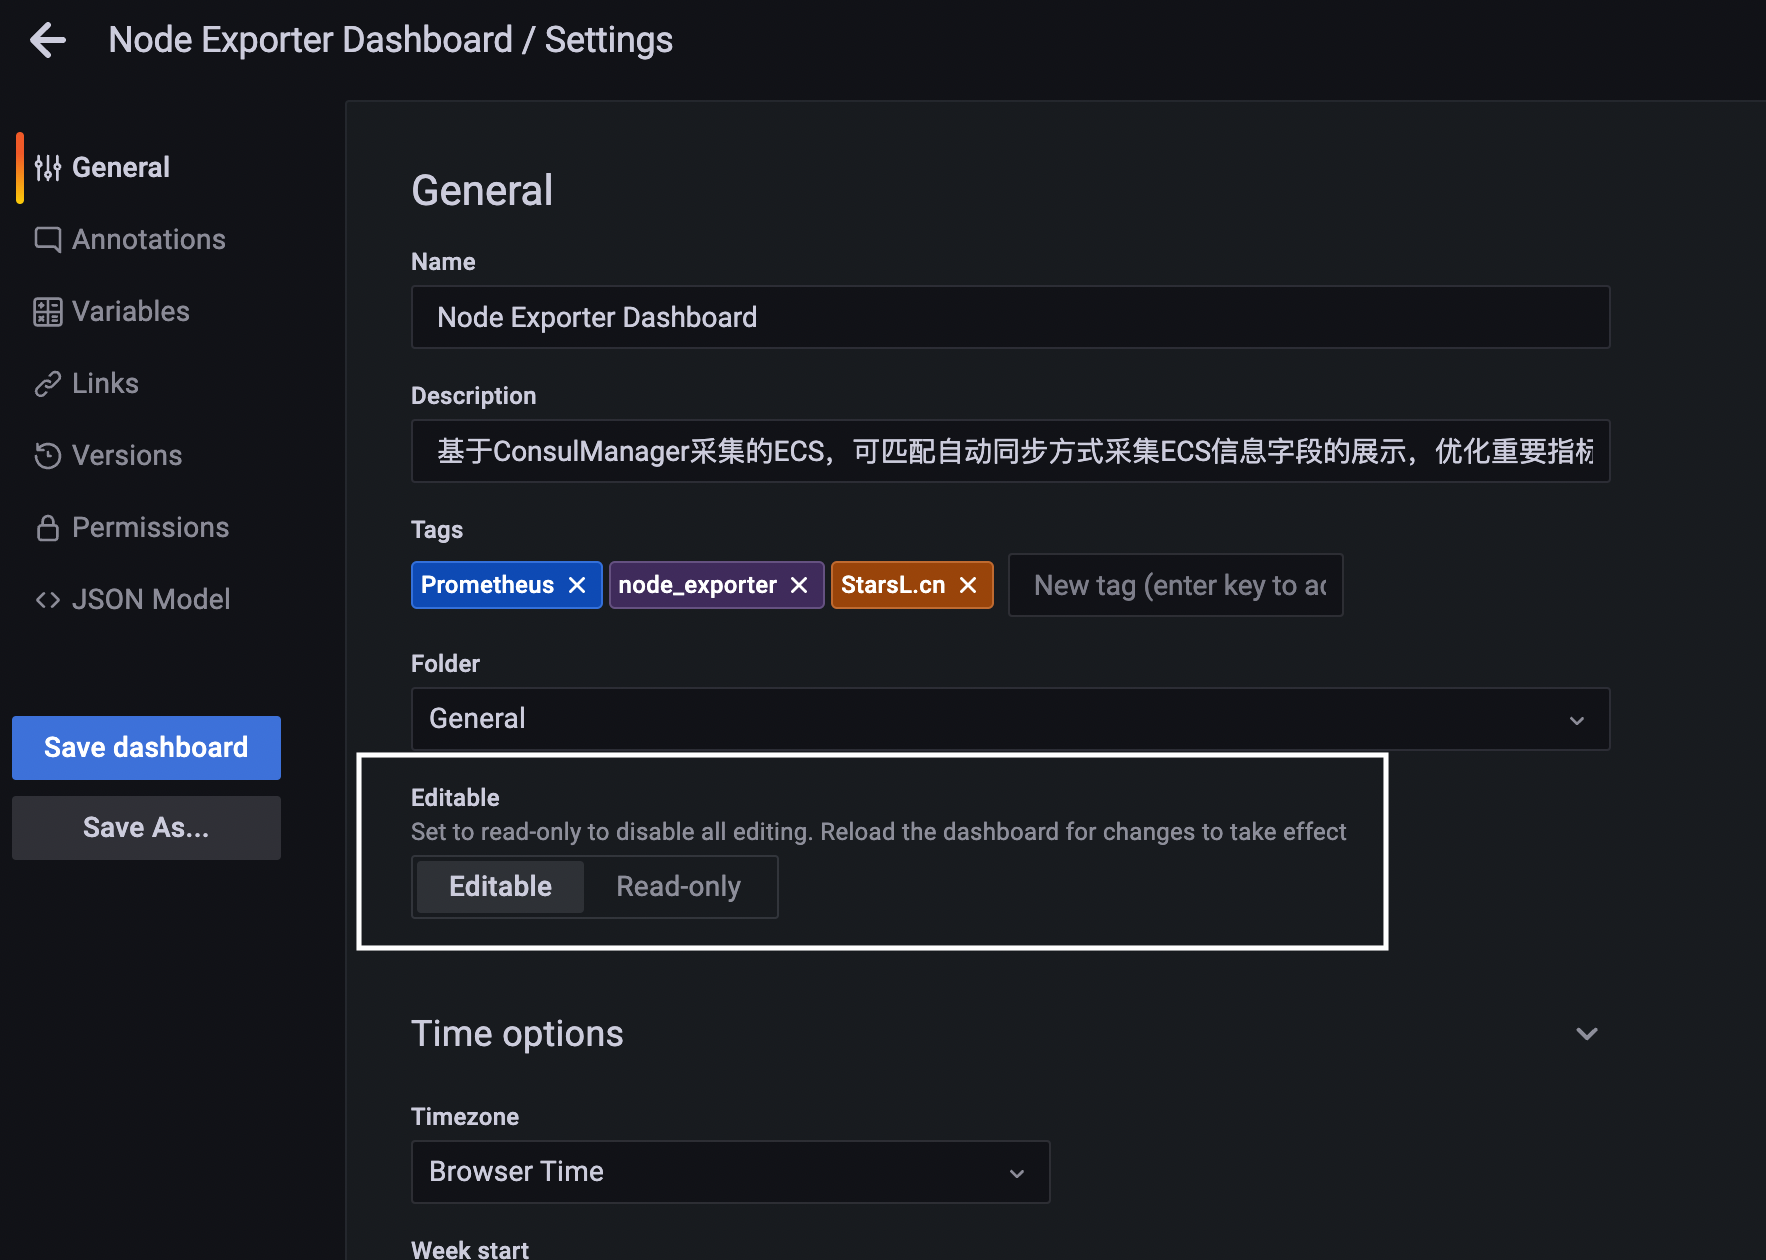 Node Exporter Dashboard / Settings
General
Annotations
Variables
Links
Versions
Permissions
JSON Model
Save dashboard
Save As...
General
Name
Node Exporter Dashboard
Description
基于ConsulManager采集的ECS，可匹配自动同步方式采集ECS信息字段的展示，优化重要指标
Tags
Prometheus
node_exporter
StarsL.cn
New tag (enter key to ad
Folder
General
Editable
Set to read-only to disable all editing. Reload the dashboard for changes to take effect
Editable
Read-only
Time options
Timezone
Browser Time
Week start